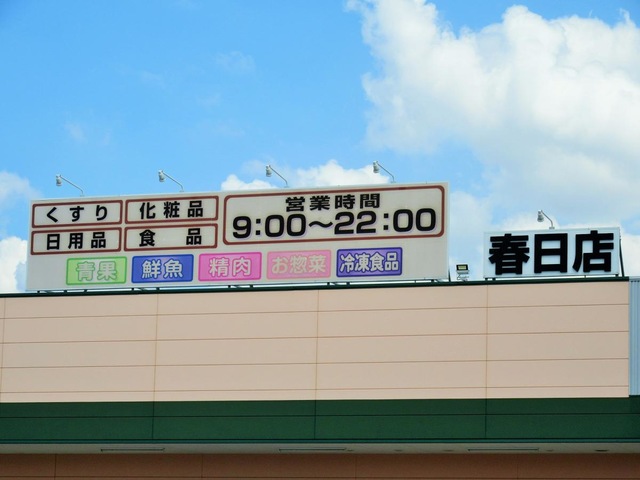 くすり 化粧品
日用品 食品
営業時間
9:00～22:00
青果 鮮魚 精肉 お惣菜 冷凍食品
春日店